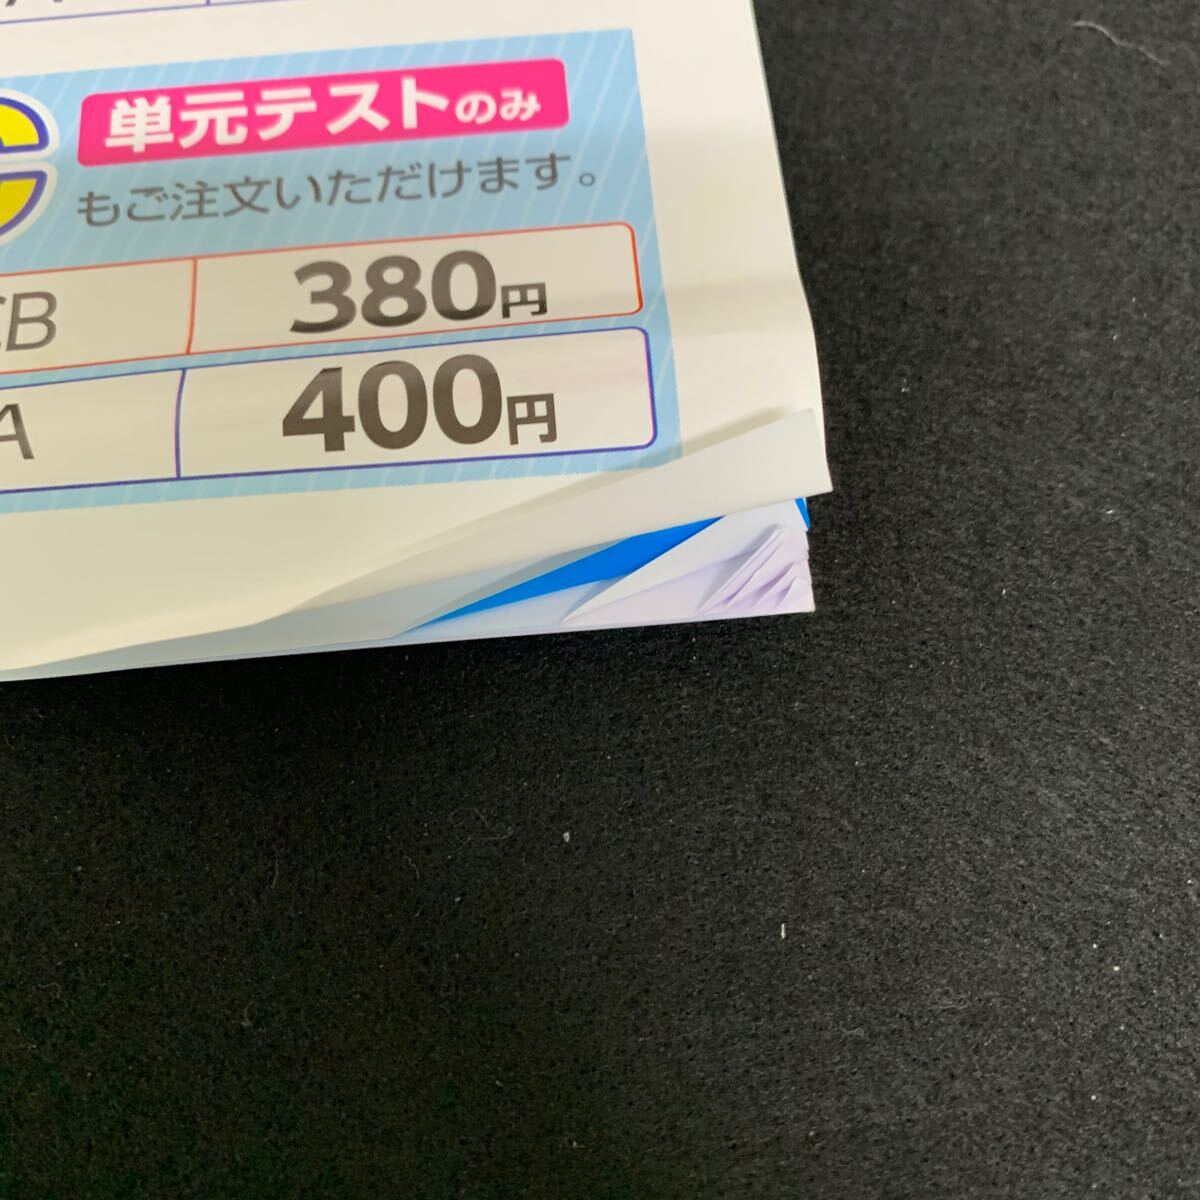 単元テストのみ
もご注文いただけます。
CB 380円
A 400円